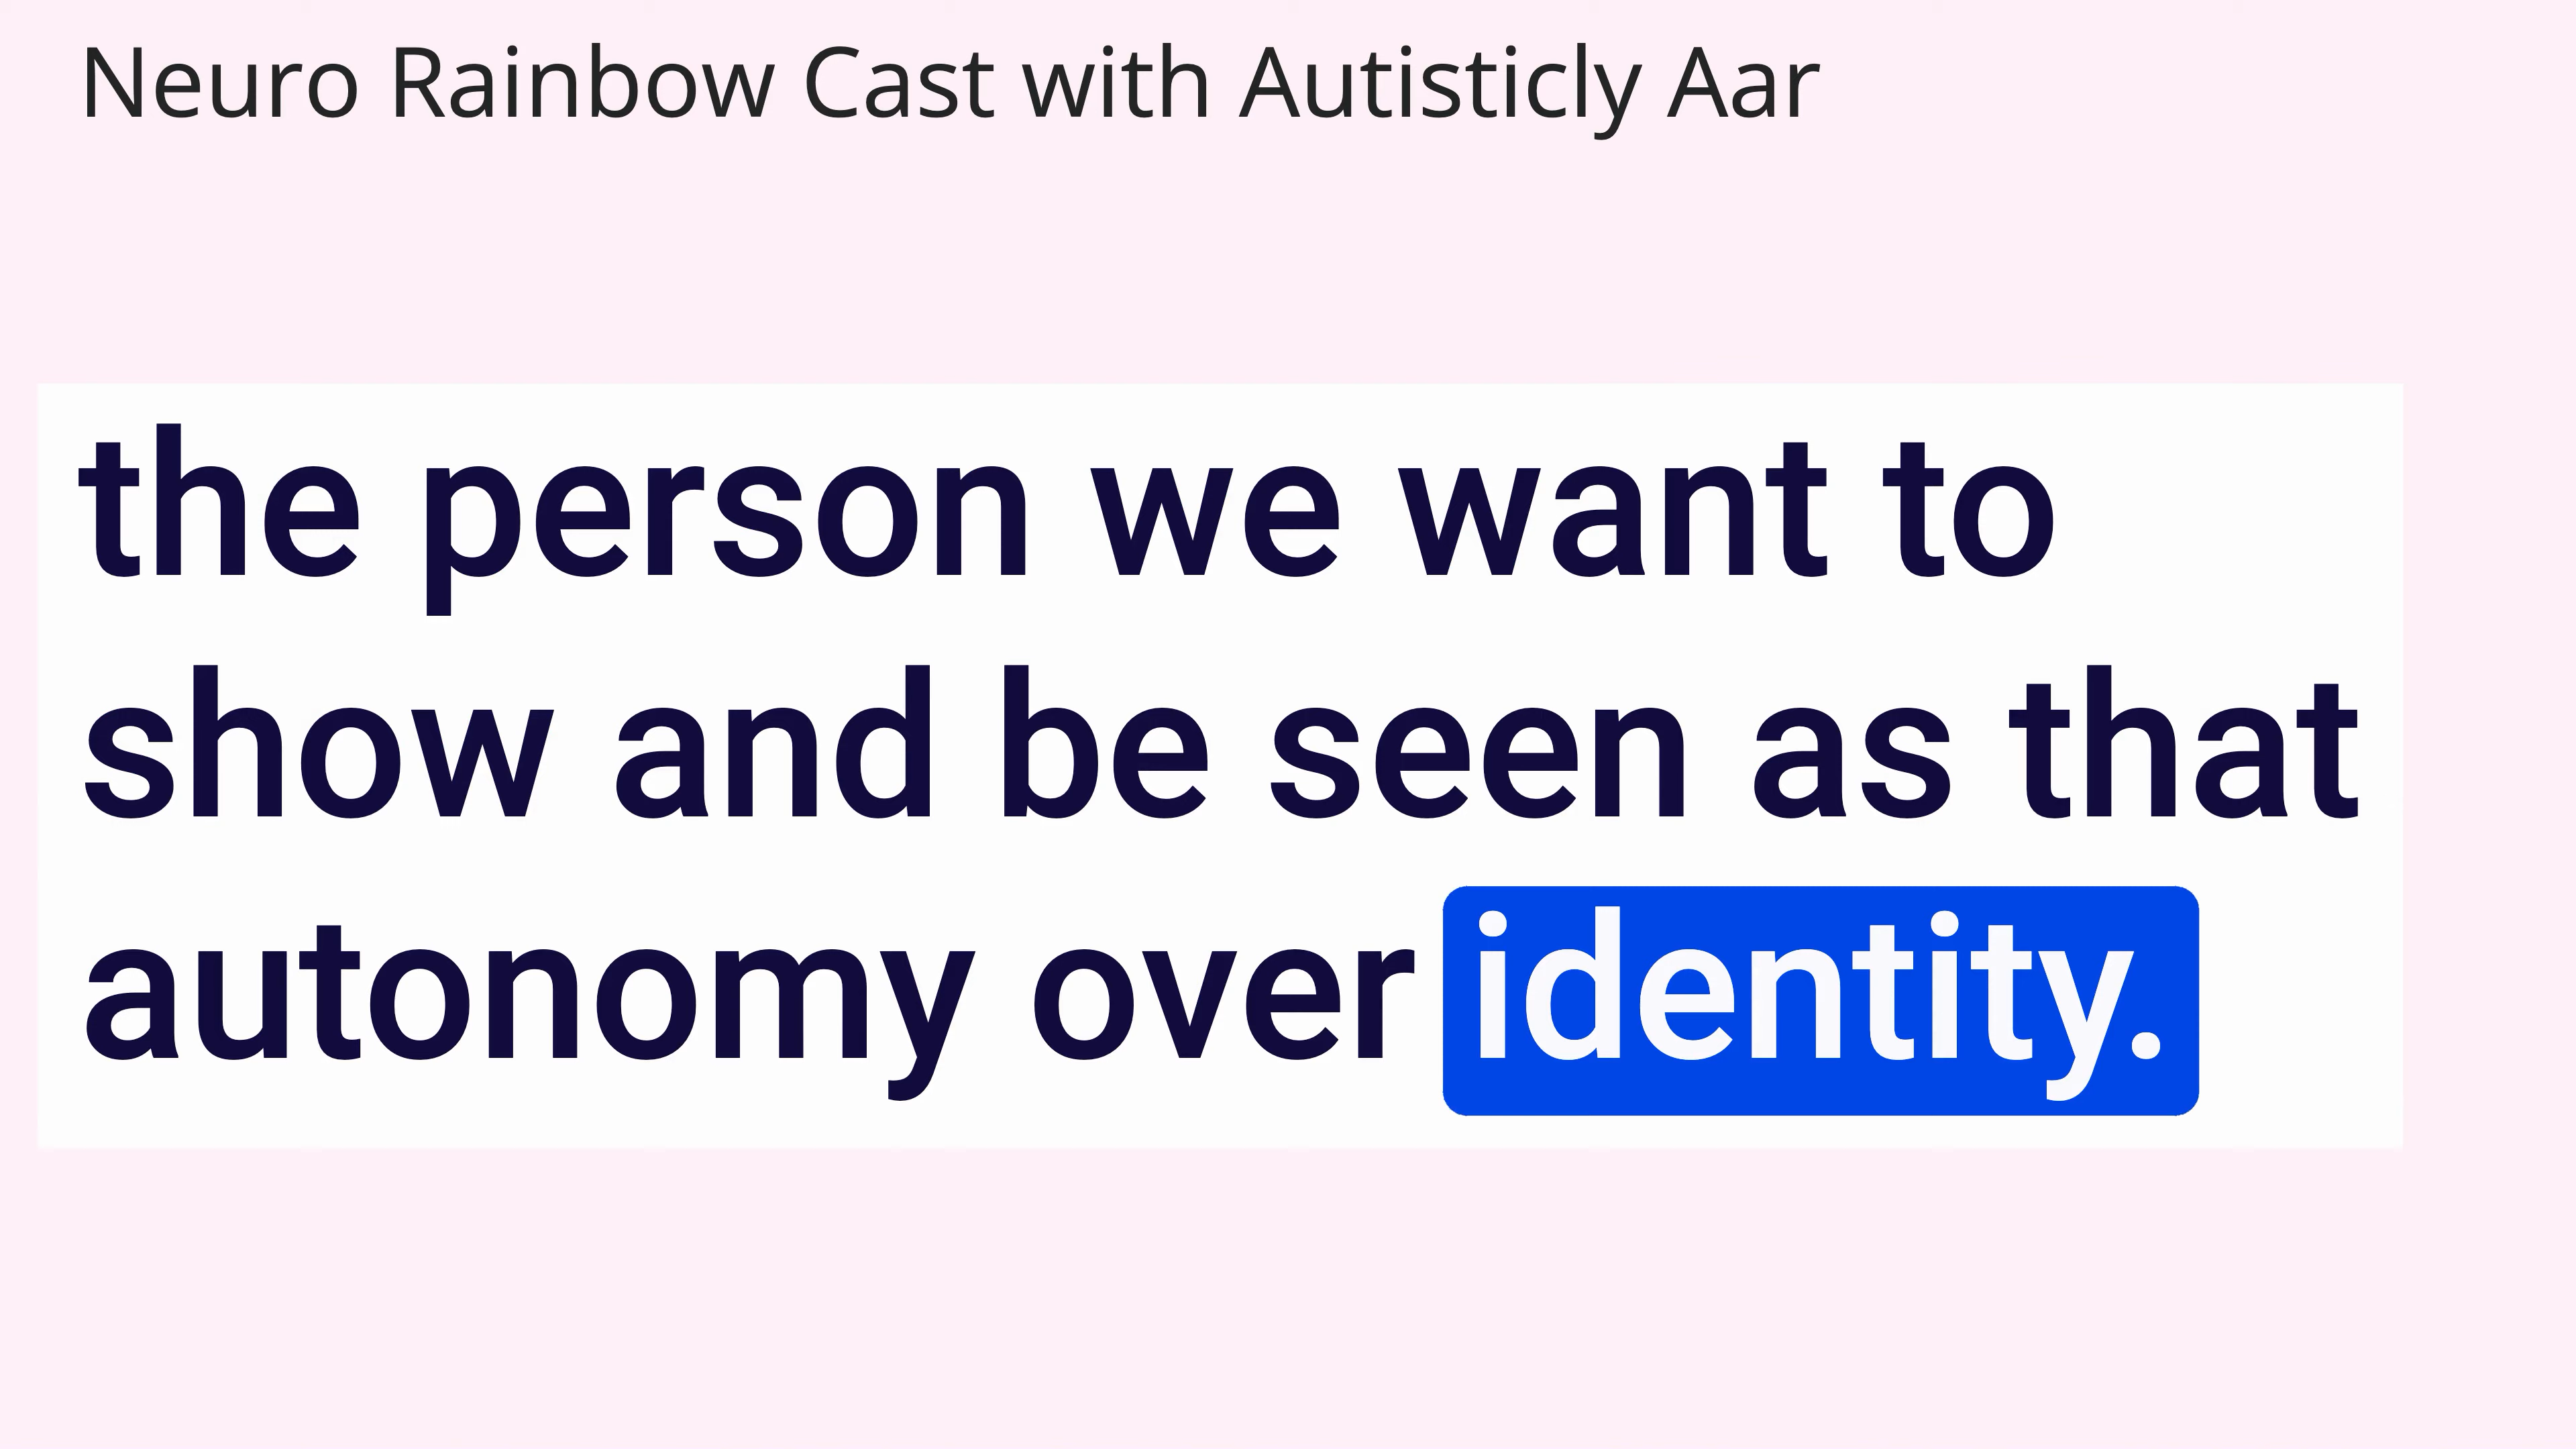 Neuro Rainbow Cast with Autisticly Aar
the person we want to
show and be seen as that
autonomy over identity.